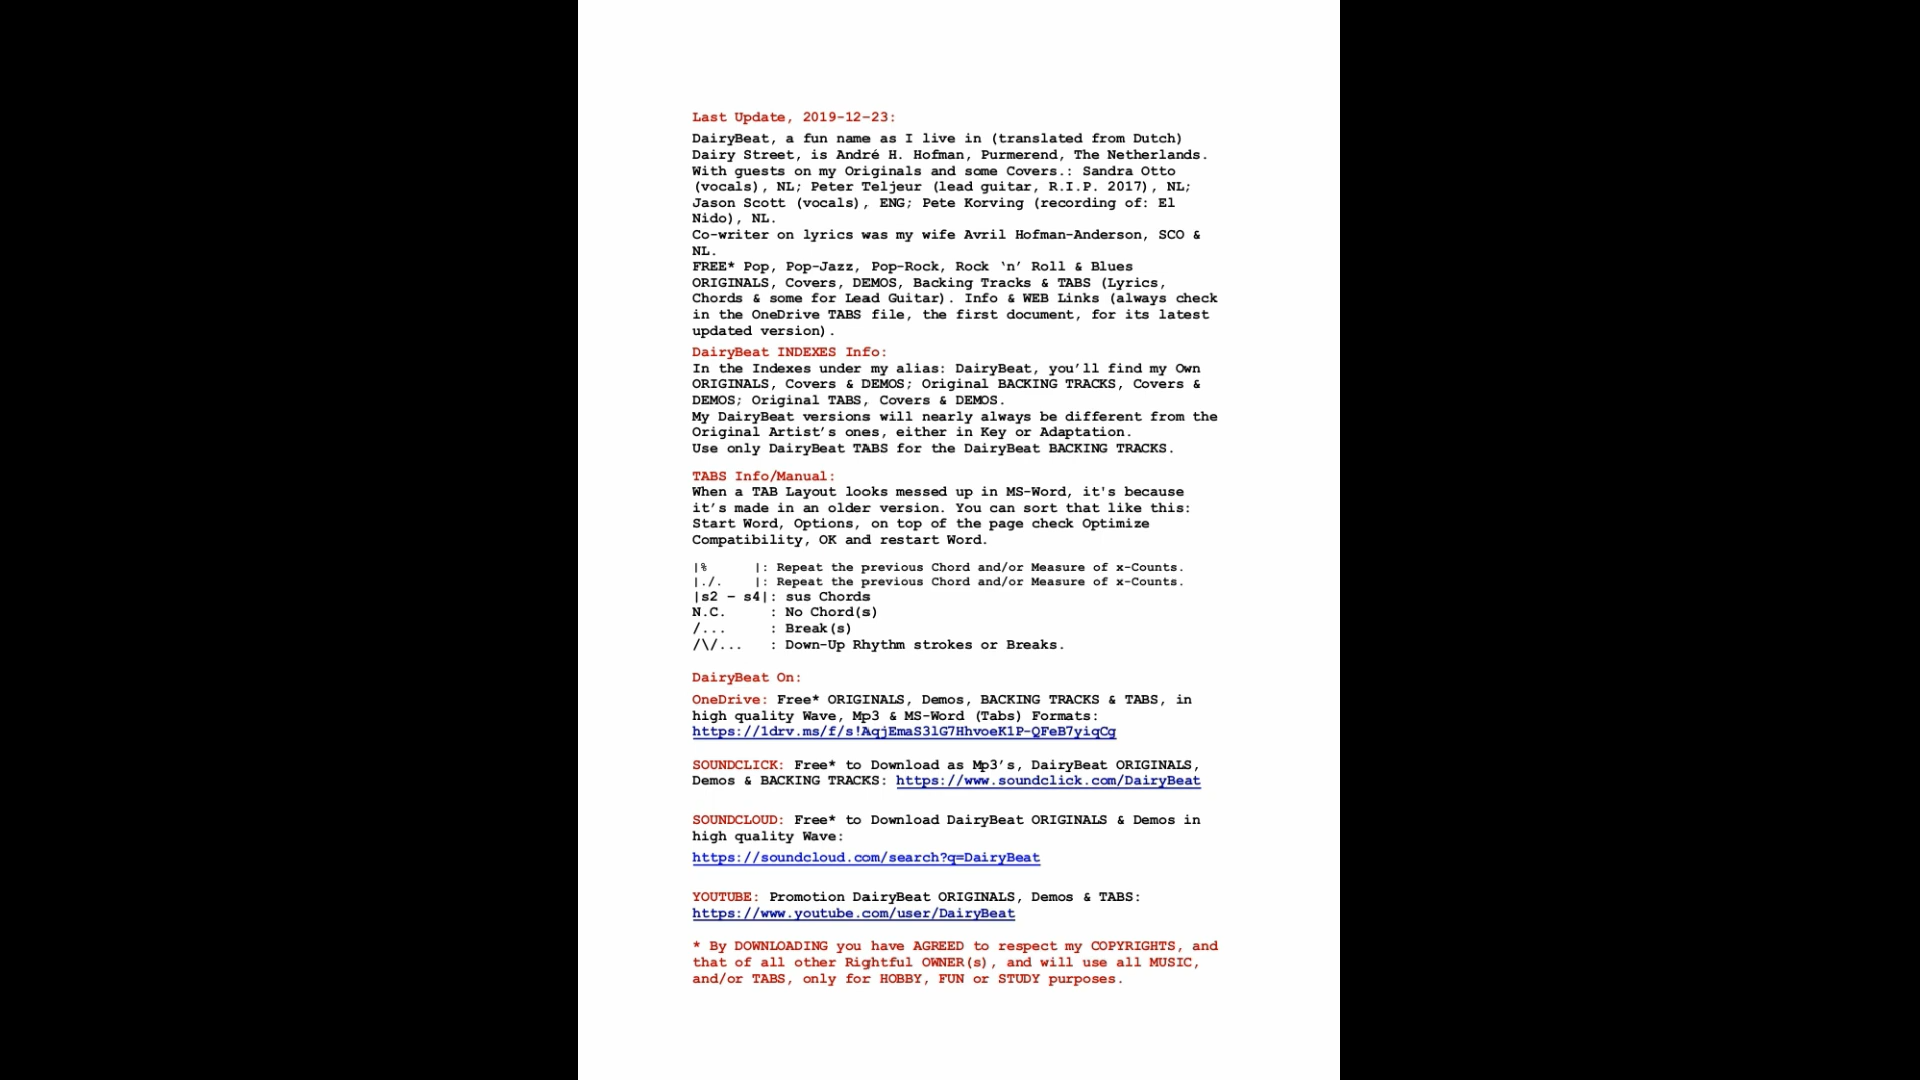 Last Update, 2019-12-23:
DairyBeat, a fun name as I live in (translated from Dutch)
Dairy Street, is André H. Hofman, Purmerend, The Netherlands.
With guests on my Originals and some Covers.: Sandra Otto
(vocals), NL; Peter Teljeur (lead guitar, R.I.P. 2017), NL;
Jason Scott (vocals), ENG; Pete Korving (recording of: El
Nido), NL.
Co-writer on lyrics was my wife Avril Hofman-Anderson, SCO &
NL.
FREE* Pop, Pop-Jazz, Pop-Rock, Rock ‘n’ Roll & Blues
ORIGINALS, Covers, DEMOS, Backing Tracks & TABS (Lyrics,
Chords & some for Lead Guitar). Info & WEB Links (always check
in the OneDrive TABS file, the first document, for its latest
updated version).
DairyBeat INDEXES Info:
In the Indexes under my alias: DairyBeat, you’ll find my Own
ORIGINALS, Covers & DEMOS; Original BACKING TRACKS, Covers &
DEMOS; Original TABS, Covers & DEMOS.
My DairyBeat versions will nearly always be different from the
Original Artist’s ones, either in Key or Adaptation.
Use only DairyBeat TABS for the DairyBeat BACKING TRACKS.
TABS Info/Manual:
When a TAB Layout looks messed up in MS-Word, it's because
it’s made in an older version. You can sort that like this:
Start Word, Options, on top of the page check Optimize
Compatibility, OK and restart Word.
|%      |: Repeat the previous Chord and/or Measure of x-Counts.
|./.    |: Repeat the previous Chord and/or Measure of x-Counts.
|s2 – s4|: sus Chords
N.C.     : No Chord(s)
/...     : Break(s)
/\/...   : Down-Up Rhythm strokes or Breaks.
DairyBeat On:
OneDrive: Free* ORIGINALS, Demos, BACKING TRACKS & TABS, in
high quality Wave, Mp3 & MS-Word (Tabs) Formats:
https://1drv.ms/f/s!AqjEmaS3lG7HhvoeK1P-QFeB7yiqCg
SOUNDCLICK: Free* to Download as Mp3’s, DairyBeat ORIGINALS,
Demos & BACKING TRACKS: https://www.soundclick.com/DairyBeat
SOUNDCLOUD: Free* to Download DairyBeat ORIGINALS & Demos in
high quality Wave:
https://soundcloud.com/search?q=DairyBeat
YOUTUBE: Promotion DairyBeat ORIGINALS, Demos & TABS:
https://www.youtube.com/user/DairyBeat
* By DOWNLOADING you have AGREED to respect my COPYRIGHTS, and
that of all other Rightful OWNER(s), and will use all MUSIC,
and/or TABS, only for HOBBY, FUN or STUDY purposes.